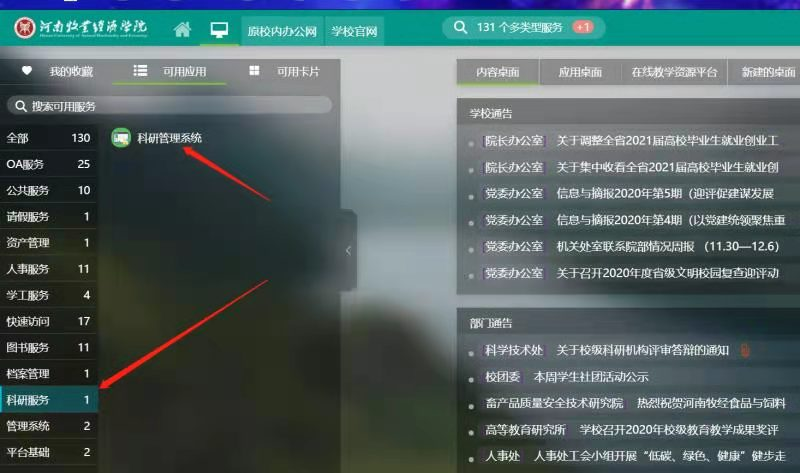 河南牧业经济学院
原校内办公网
学校官网
131 个多类型服务 +1
我的收藏
可用应用
可用卡片
搜索可用服务
全部 130
OA服务 25
公共服务 10
请假服务 1
资产管理 1
人事服务 11
学工服务 4
快速访问 17
图书服务 11
档案管理 1
科研服务 1
管理系统 2
平台基础 2
科研管理系统
内容桌面
应用桌面
在线教学资源平台
新建的桌面
学校通告
院长办公室 关于调整全省2021届高校毕业生就业创业工
院长办公室 关于集中收看全省2021届高校毕业生就业创
党委办公室 信息与摘报2020年第5期（迎评促建谋发展
党委办公室 信息与摘报2020年第4期（以党建统领聚焦重
党委办公室 机关处室联系院部情况周报 （11.30—12.6）
党委办公室 关于召开2020年度省级文明校园复查迎评动
部门通告
科学技术处 关于校级科研机构评审答辩的通知
校团委 本周学生社团活动公示
畜产品质量安全技术研究院 热烈祝贺河南牧经食品与饲料
高等教育研究所 学校召开2020年校级教育教学成果奖评
人事处 人事处工会小组开展“低碳、绿色、健康”健步走